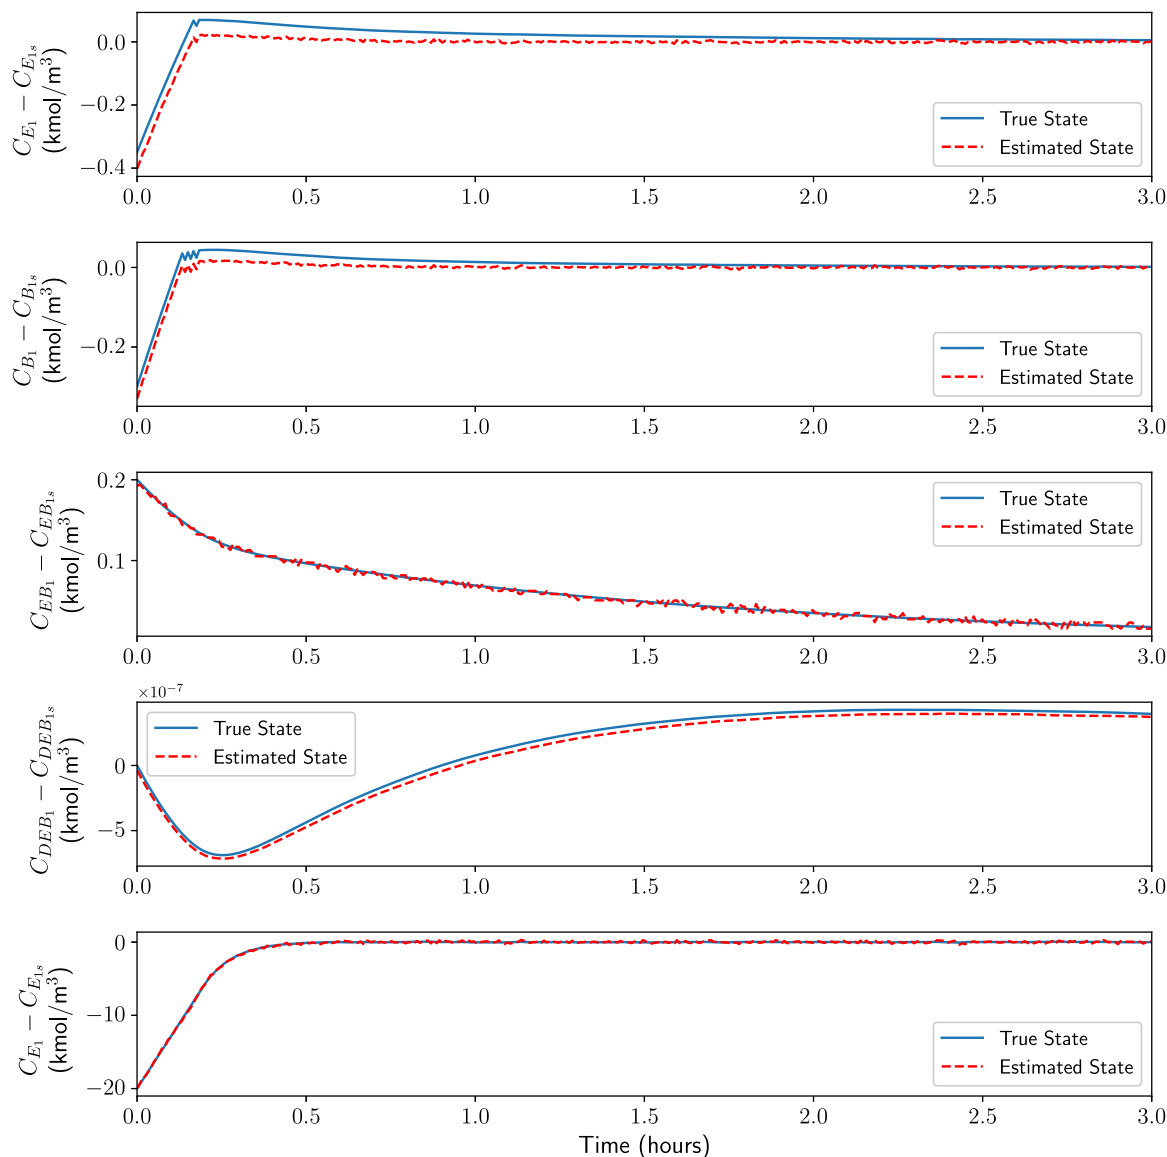 C_{E_1} − C_{E_{1s}}
(kmol/m³)
0.0
−0.2
−0.4
True State
Estimated State
0.0 0.5 1.0 1.5 2.0 2.5 3.0
C_{B_1} − C_{B_{1s}}
(kmol/m³)
0.0
−0.2
True State
Estimated State
0.0 0.5 1.0 1.5 2.0 2.5 3.0
C_{EB_1} − C_{EB_{1s}}
(kmol/m³)
0.2
0.1
True State
Estimated State
0.0 0.5 1.0 1.5 2.0 2.5 3.0
×10⁻⁷
C_{DEB_1} − C_{DEB_{1s}}
(kmol/m³)
0
−5
True State
Estimated State
0.0 0.5 1.0 1.5 2.0 2.5 3.0
C_{E_1} − C_{E_{1s}}
(kmol/m³)
0
−10
−20
True State
Estimated State
0.0 0.5 1.0 1.5 2.0 2.5 3.0
Time (hours)